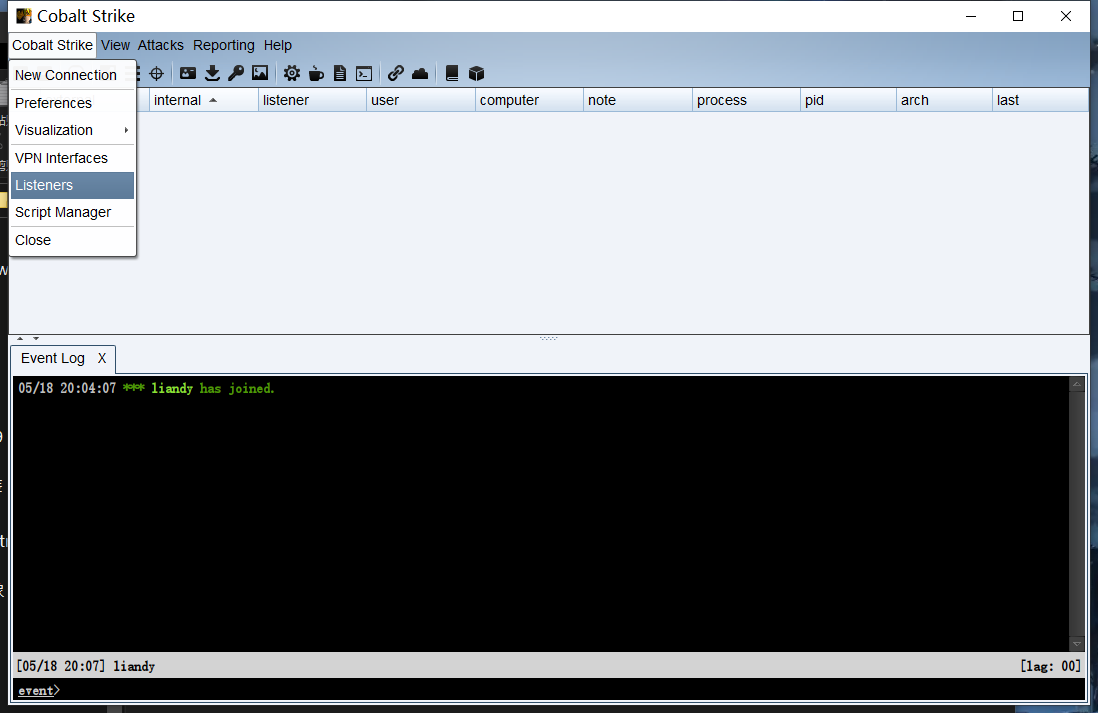 Cobalt Strike
Cobalt Strike View Attacks Reporting Help
New Connection
Preferences
Visualization
VPN Interfaces
Listeners
Script Manager
Close
internal listener user computer note process pid arch last
Event Log X
05/18 20:04:07 *** liandy has joined.
[05/18 20:07] liandy [lag: 00]
event>